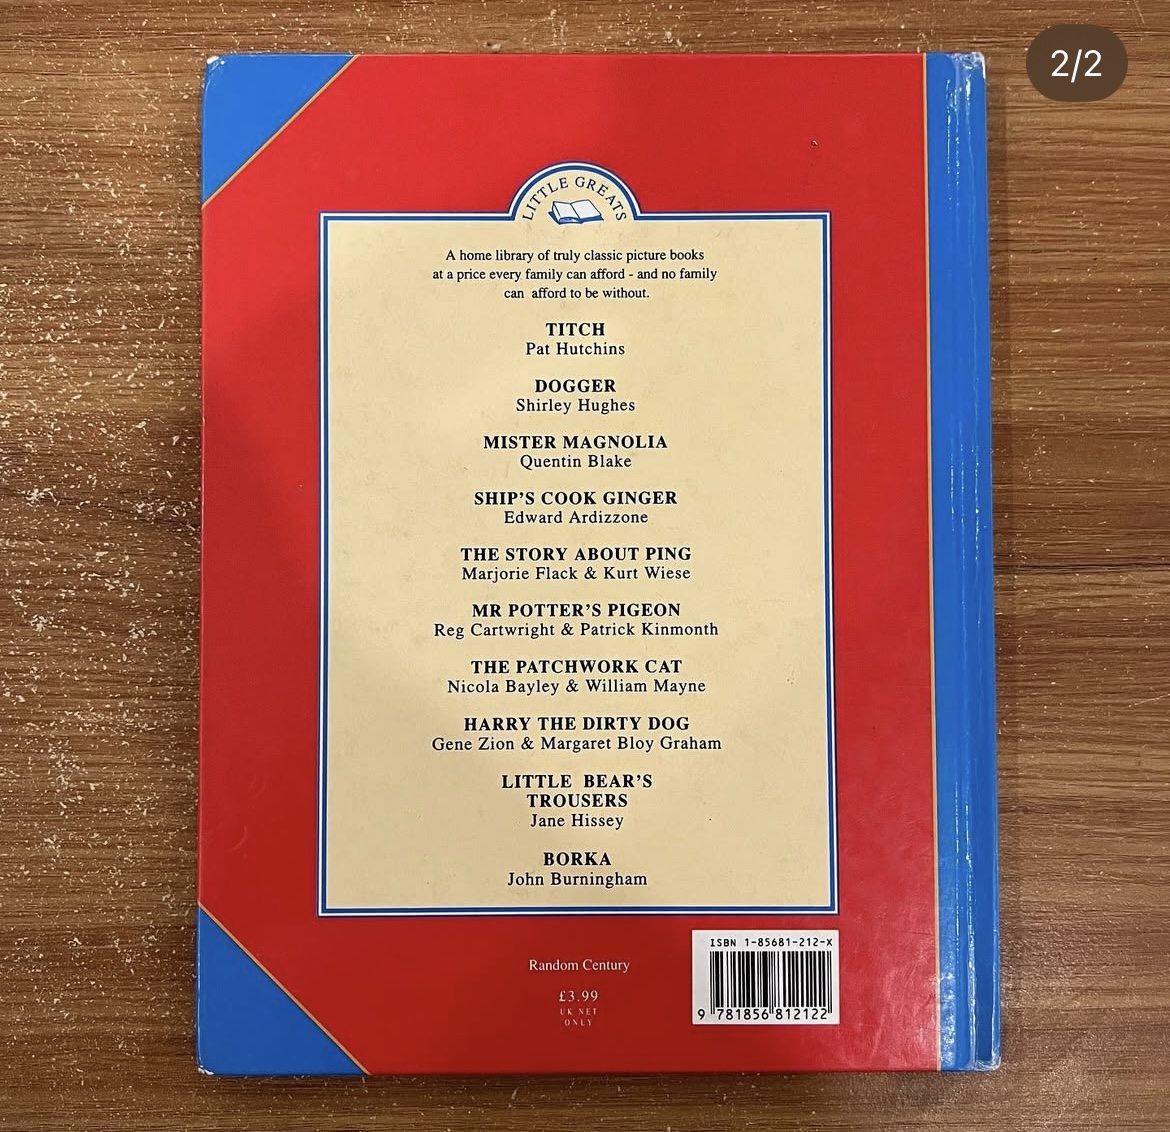 2/2
LITTLE GREATS
A home library of truly classic picture books
at a price every family can afford - and no family
can afford to be without.
TITCH
Pat Hutchins
DOGGER
Shirley Hughes
MISTER MAGNOLIA
Quentin Blake
SHIP'S COOK GINGER
Edward Ardizzone
THE STORY ABOUT PING
Marjorie Flack & Kurt Wiese
MR POTTER'S PIGEON
Reg Cartwright & Patrick Kinmonth
THE PATCHWORK CAT
Nicola Bayley & William Mayne
HARRY THE DIRTY DOG
Gene Zion & Margaret Bloy Graham
LITTLE BEAR'S
TROUSERS
Jane Hissey
BORKA
John Burningham
ISBN 1-85681-212-X
9 781856 812122
Random Century
£3.99
UK NET
ONLY